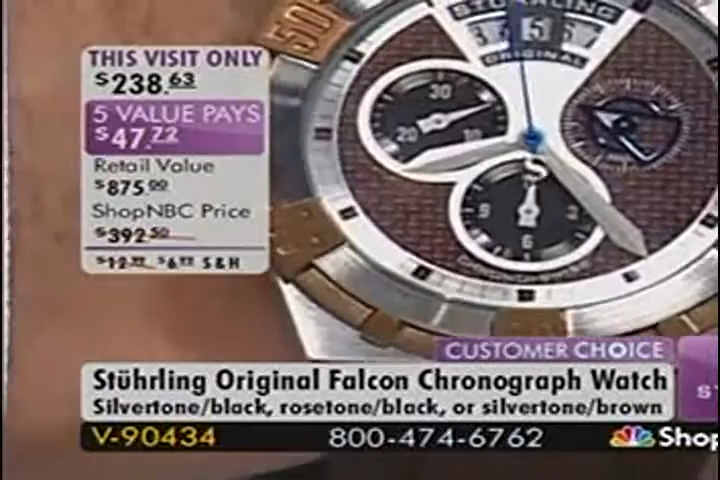 THIS VISIT ONLY
$238.63
5 VALUE PAYS
$47.72
Retail Value
$875.00
ShopNBC Price
$392.50
S & H
STÜHRLING
ORIGINAL
5
30
20
10
S
6
CUSTOMER CHOICE
Stührling Original Falcon Chronograph Watch
Silvertone/black, rosetone/black, or silvertone/brown
V-90434 800-474-6762 Shop